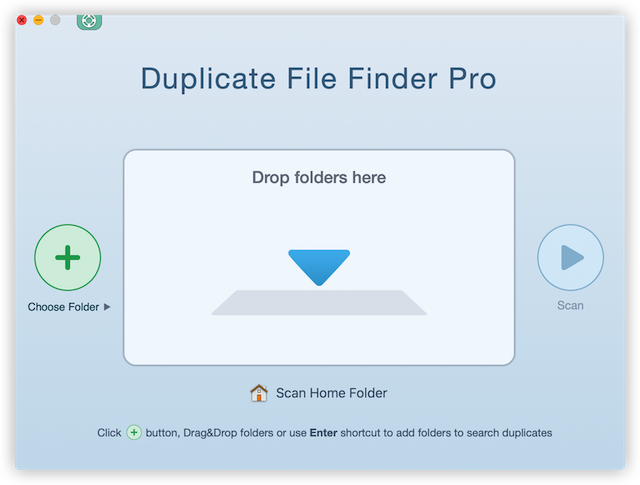 Duplicate File Finder Pro
Drop folders here
Choose Folder
Scan
Scan Home Folder
Click + button, Drag&Drop folders or use Enter shortcut to add folders to search duplicates